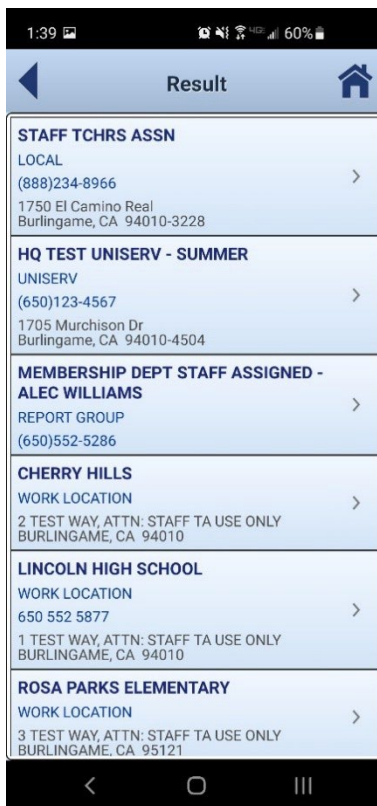 1:39 60%
Result
STAFF TCHRS ASSN
LOCAL
(888)234-8966
1750 El Camino Real
Burlingame, CA 94010-3228
HQ TEST UNISERV - SUMMER
UNISERV
(650)123-4567
1705 Murchison Dr
Burlingame, CA 94010-4504
MEMBERSHIP DEPT STAFF ASSIGNED -
ALEC WILLIAMS
REPORT GROUP
(650)552-5286
CHERRY HILLS
WORK LOCATION
2 TEST WAY, ATTN: STAFF TA USE ONLY
BURLINGAME, CA 94010
LINCOLN HIGH SCHOOL
WORK LOCATION
650 552 5877
1 TEST WAY, ATTN: STAFF TA USE ONLY
BURLINGAME, CA 94010
ROSA PARKS ELEMENTARY
WORK LOCATION
3 TEST WAY, ATTN: STAFF TA USE ONLY
BURLINGAME, CA 95121